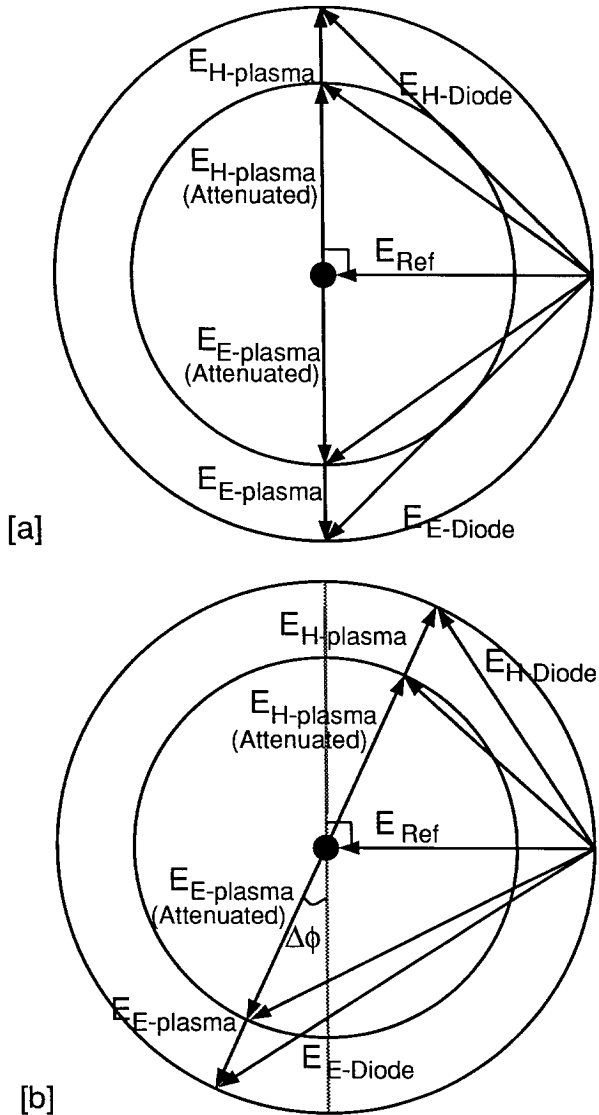 E_H-plasma
E_H-Diode
E_H-plasma
(Attenuated)
E_Ref
E_E-plasma
(Attenuated)
E_E-plasma
E_E-Diode
[a]
E_H-plasma
E_H-Diode
E_H-plasma
(Attenuated)
E_Ref
E_E-plasma
(Attenuated)
Δϕ
E_E-plasma
E_E-Diode
[b]